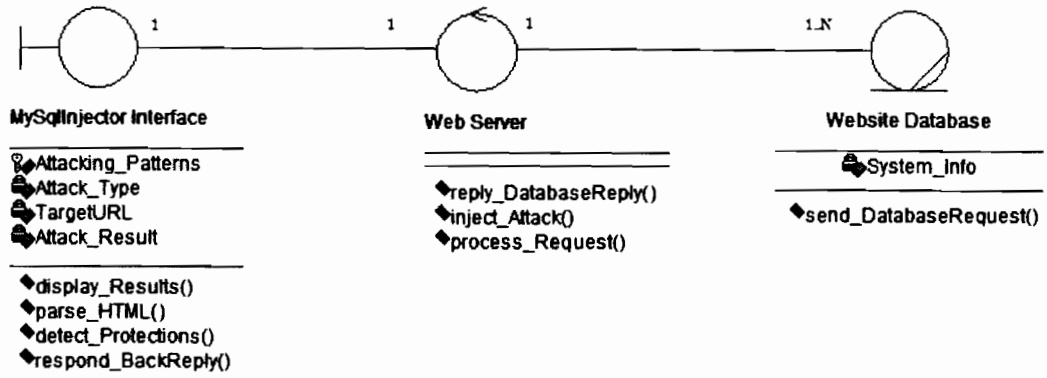 1
1
1
1..N
MySqlInjector Interface
Attacking_Patterns
Attack_Type
TargetURL
Attack_Result
display_Results()
parse_HTML()
detect_Protections()
respond_BackReply()
Web Server
reply_DatabaseReply()
inject_Attack()
process_Request()
Website Database
System_Info
send_DatabaseRequest()